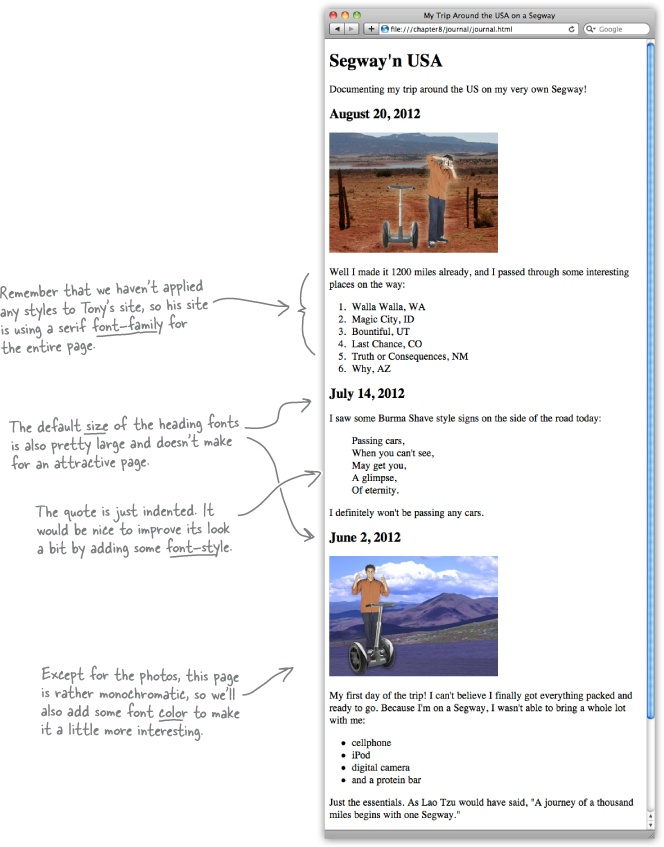 My Trip Around the USA on a Segway
file:///chapter8/journal/journal.html
Google
Segway'n USA
Documenting my trip around the US on my very own Segway!
August 20, 2012
Well I made it 1200 miles already, and I passed through some interesting
places on the way:
1. Walla Walla, WA
2. Magic City, ID
3. Bountiful, UT
4. Last Chance, CO
5. Truth or Consequences, NM
6. Why, AZ
July 14, 2012
I saw some Burma Shave style signs on the side of the road today:
Passing cars,
When you can't see,
May get you,
A glimpse,
Of eternity.
I definitely won't be passing any cars.
June 2, 2012
My first day of the trip! I can't believe I finally got everything packed and
ready to go. Because I'm on a Segway, I wasn't able to bring a whole lot
with me:
• cellphone
• iPod
• digital camera
• and a protein bar
Just the essentials. As Lao Tzu would have said, "A journey of a thousand
miles begins with one Segway."
Remember that we haven't applied
any styles to Tony's site, so his site
is using a serif font-family for
the entire page.
The default size of the heading fonts
is also pretty large and doesn't make
for an attractive page.
The quote is just indented. It
would be nice to improve its look
a bit by adding some font-style.
Except for the photos, this page
is rather monochromatic, so we'll
also add some font color to make
it a little more interesting.